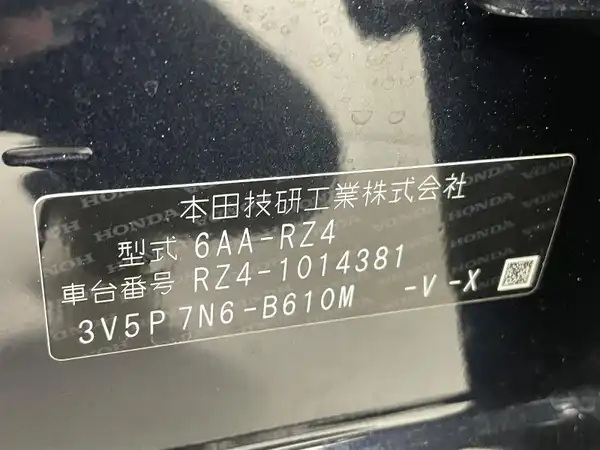 本田技研工業株式会社
型式 6AA-RZ4
車台番号 RZ4-1014381
3V5P 7N6-B610M -V -X